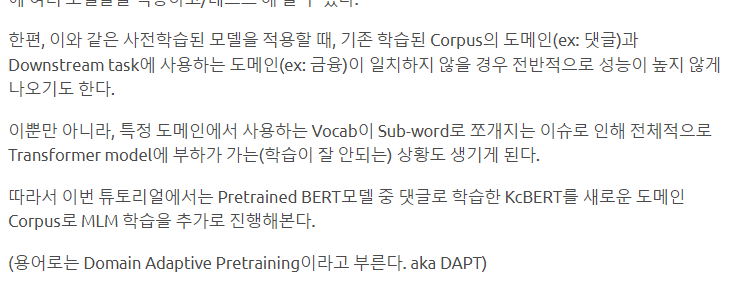 한편, 이와 같은 사전학습된 모델을 적용할 때, 기존 학습된 Corpus의 도메인(ex: 댓글)과
Downstream task에 사용하는 도메인(ex: 금융)이 일치하지 않을 경우 전반적으로 성능이 높지 않게
나오기도 한다.
이뿐만 아니라, 특정 도메인에서 사용하는 Vocab이 Sub-word로 쪼개지는 이슈로 인해 전체적으로
Transformer model에 부하가 가는(학습이 잘 안되는) 상황도 생기게 된다.
따라서 이번 튜토리얼에서는 Pretrained BERT모델 중 댓글로 학습한 KcBERT를 새로운 도메인
Corpus로 MLM 학습을 추가로 진행해본다.
(용어로는 Domain Adaptive Pretraining이라고 부른다. aka DAPT)